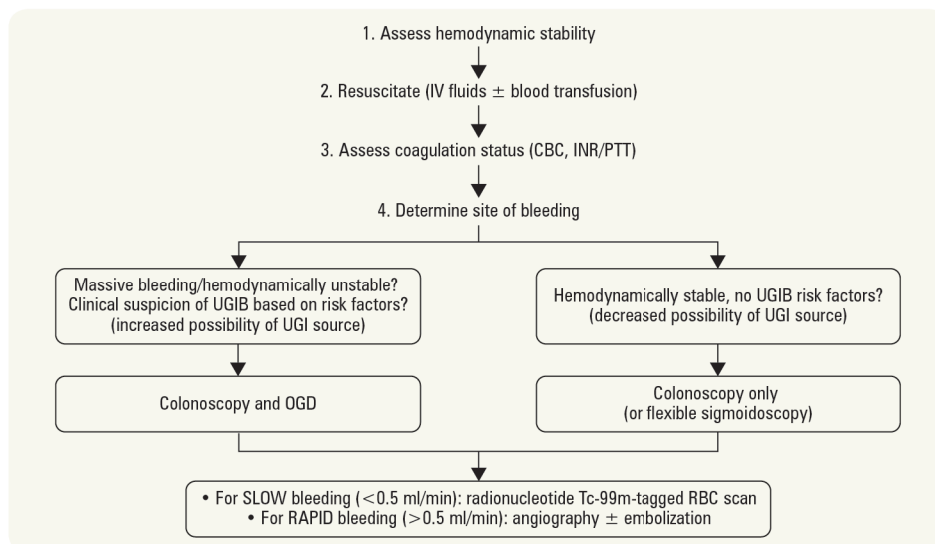 1. Assess hemodynamic stability
2. Resuscitate (IV fluids ± blood transfusion)
3. Assess coagulation status (CBC, INR/PTT)
4. Determine site of bleeding
Massive bleeding/hemodynamically unstable?
Clinical suspicion of UGIB based on risk factors?
(increased possibility of UGI source)
Hemodynamically stable, no UGIB risk factors?
(decreased possibility of UGI source)
Colonoscopy and OGD
Colonoscopy only
(or flexible sigmoidoscopy)
• For SLOW bleeding (<0.5 ml/min): radionucleotide Tc-99m-tagged RBC scan
• For RAPID bleeding (>0.5 ml/min): angiography ± embolization